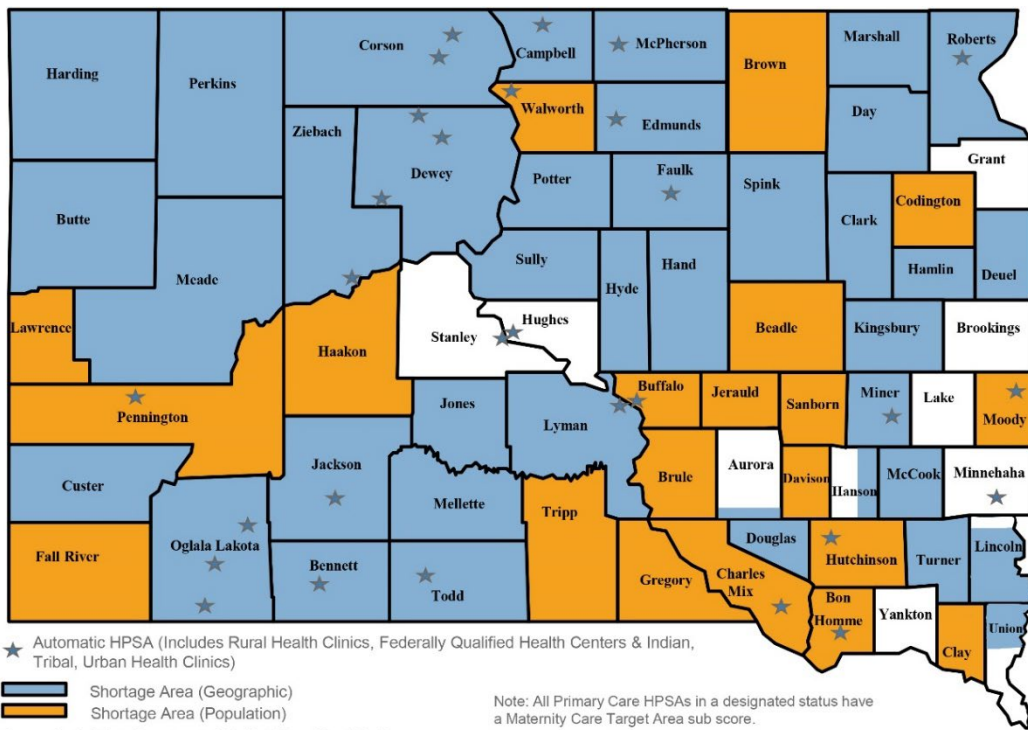 Harding
Perkins
Corson
Campbell
McPherson
Brown
Marshall
Roberts
Walworth
Edmunds
Day
Grant
Ziebach
Dewey
Potter
Faulk
Spink
Clark
Codington
Butte
Meade
Sully
Hyde
Hand
Hamlin
Deuel
Lawrence
Haakon
Stanley
Hughes
Beadle
Kingsbury
Brookings
Pennington
Jones
Lyman
Buffalo
Jerauld
Sanborn
Miner
Lake
Moody
Custer
Jackson
Mellette
Brule
Aurora
Davison
Hanson
McCook
Minnehaha
Fall River
Oglala Lakota
Bennett
Todd
Tripp
Gregory
Charles
Mix
Douglas
Hutchinson
Turner
Lincoln
Bon
Homme
Yankton
Clay
Union
Automatic HPSA (Includes Rural Health Clinics, Federally Qualified Health Centers & Indian,
Tribal, Urban Health Clinics)
Shortage Area (Geographic)
Shortage Area (Population)
Note: All Primary Care HPSAs in a designated status have
a Maternity Care Target Area sub score.